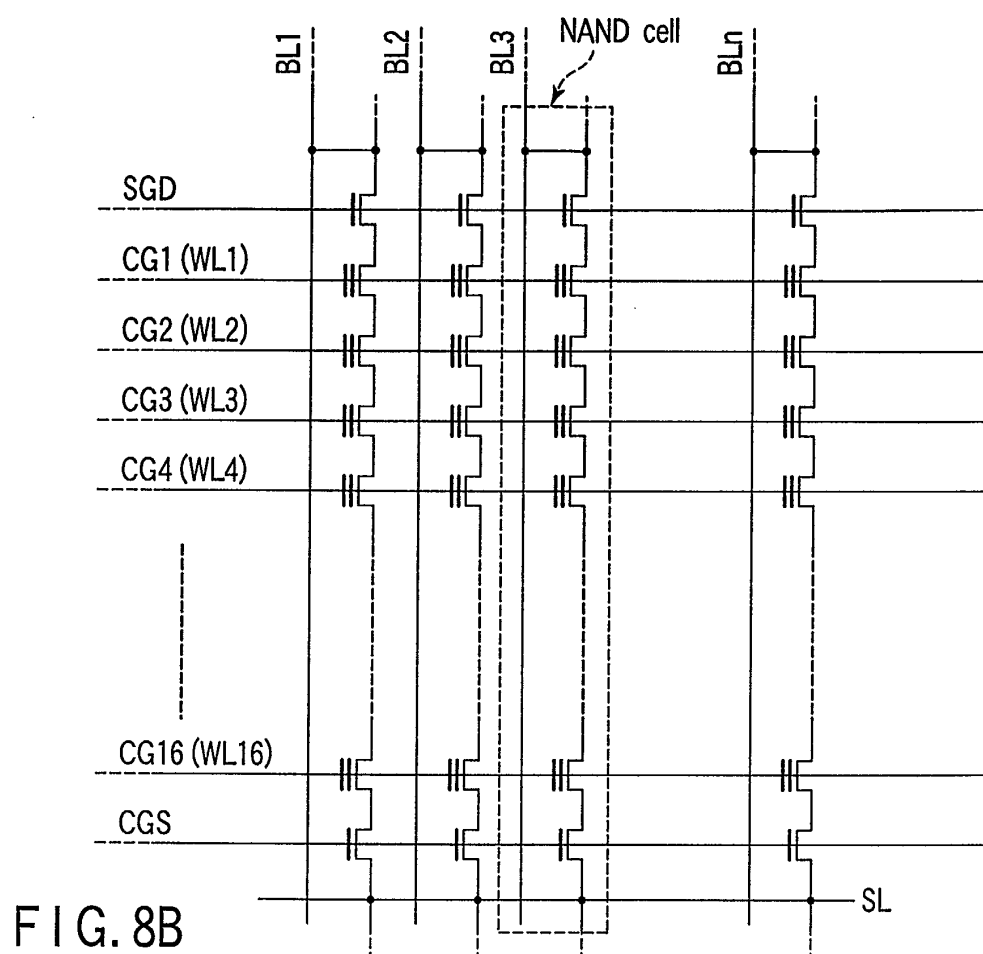 NAND cell
BL1
BL2
BL3
BLn
SGD
CG1 (WL1)
CG2 (WL2)
CG3 (WL3)
CG4 (WL4)
CG16 (WL16)
CGS
SL
FIG. 8B